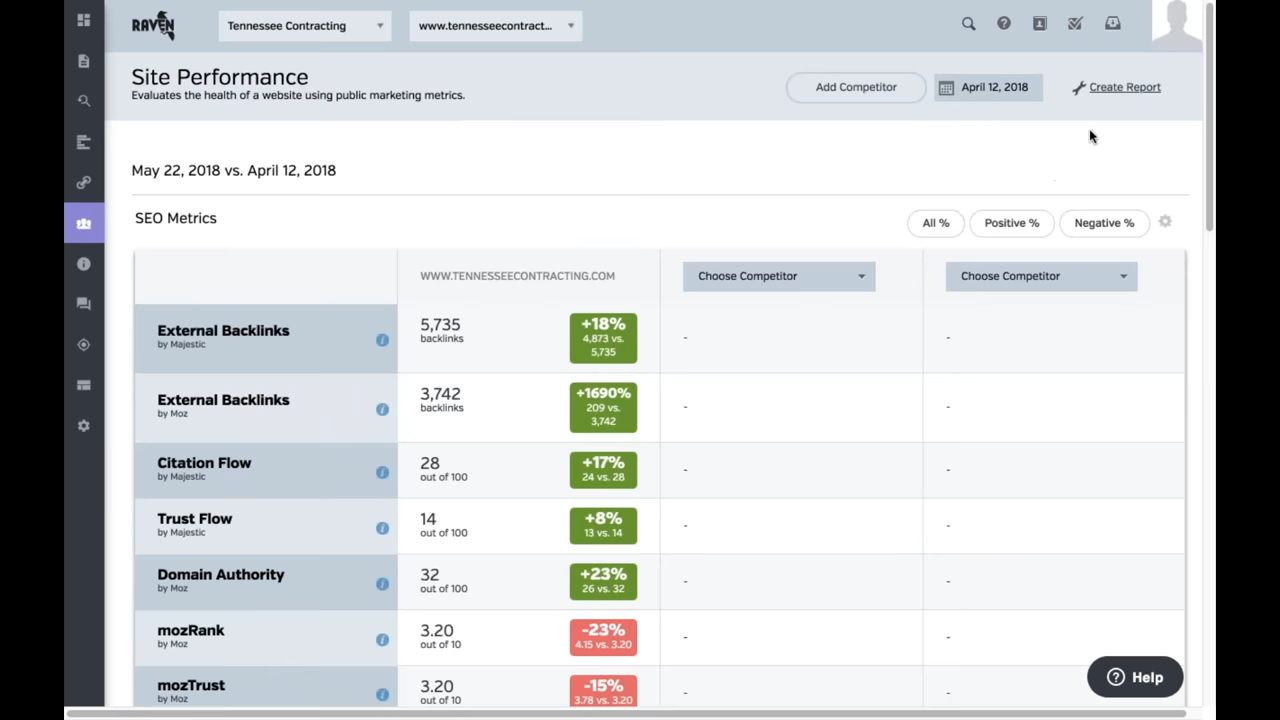 RAVEN
Tennessee Contracting
www.tennesseecontract...
Site Performance
Evaluates the health of a website using public marketing metrics.
Add Competitor
April 12, 2018
Create Report
May 22, 2018 vs. April 12, 2018
SEO Metrics
All %
Positive %
Negative %
WWW.TENNESSEECONTRACTING.COM
Choose Competitor
Choose Competitor
External Backlinks
by Majestic
5,735
backlinks
+18%
4,873 vs.
5,735
-
-
External Backlinks
by Moz
3,742
backlinks
+1690%
209 vs.
3,742
-
-
Citation Flow
by Majestic
28
out of 100
+17%
24 vs. 28
-
-
Trust Flow
by Majestic
14
out of 100
+8%
13 vs. 14
-
-
Domain Authority
by Moz
32
out of 100
+23%
26 vs. 32
-
-
mozRank
by Moz
3.20
out of 10
-23%
4.15 vs. 3.20
-
-
mozTrust
by Moz
3.20
out of 10
-15%
3.78 vs. 3.20
-
-
Help